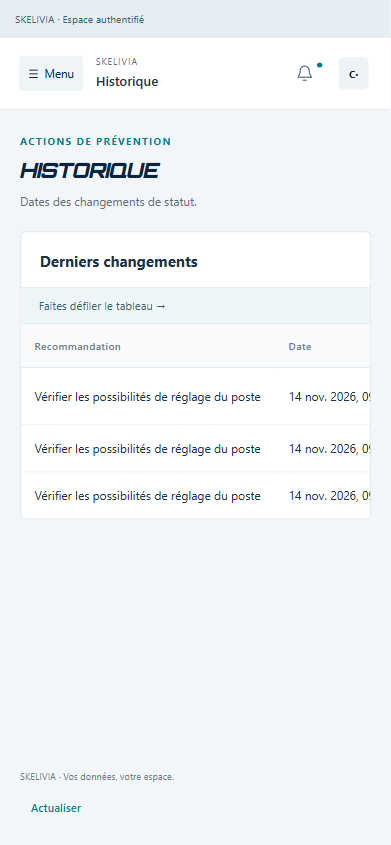 SKELIVIA · Espace authentifié
☰ Menu
SKELIVIA
Historique
C·
ACTIONS DE PRÉVENTION
HISTORIQUE
Dates des changements de statut.
Derniers changements
Faites défiler le tableau →
Recommandation Date
Vérifier les possibilités de réglage du poste 14 nov. 2026,
Vérifier les possibilités de réglage du poste 14 nov. 2026,
Vérifier les possibilités de réglage du poste 14 nov. 2026,
SKELIVIA · Vos données, votre espace.
Actualiser